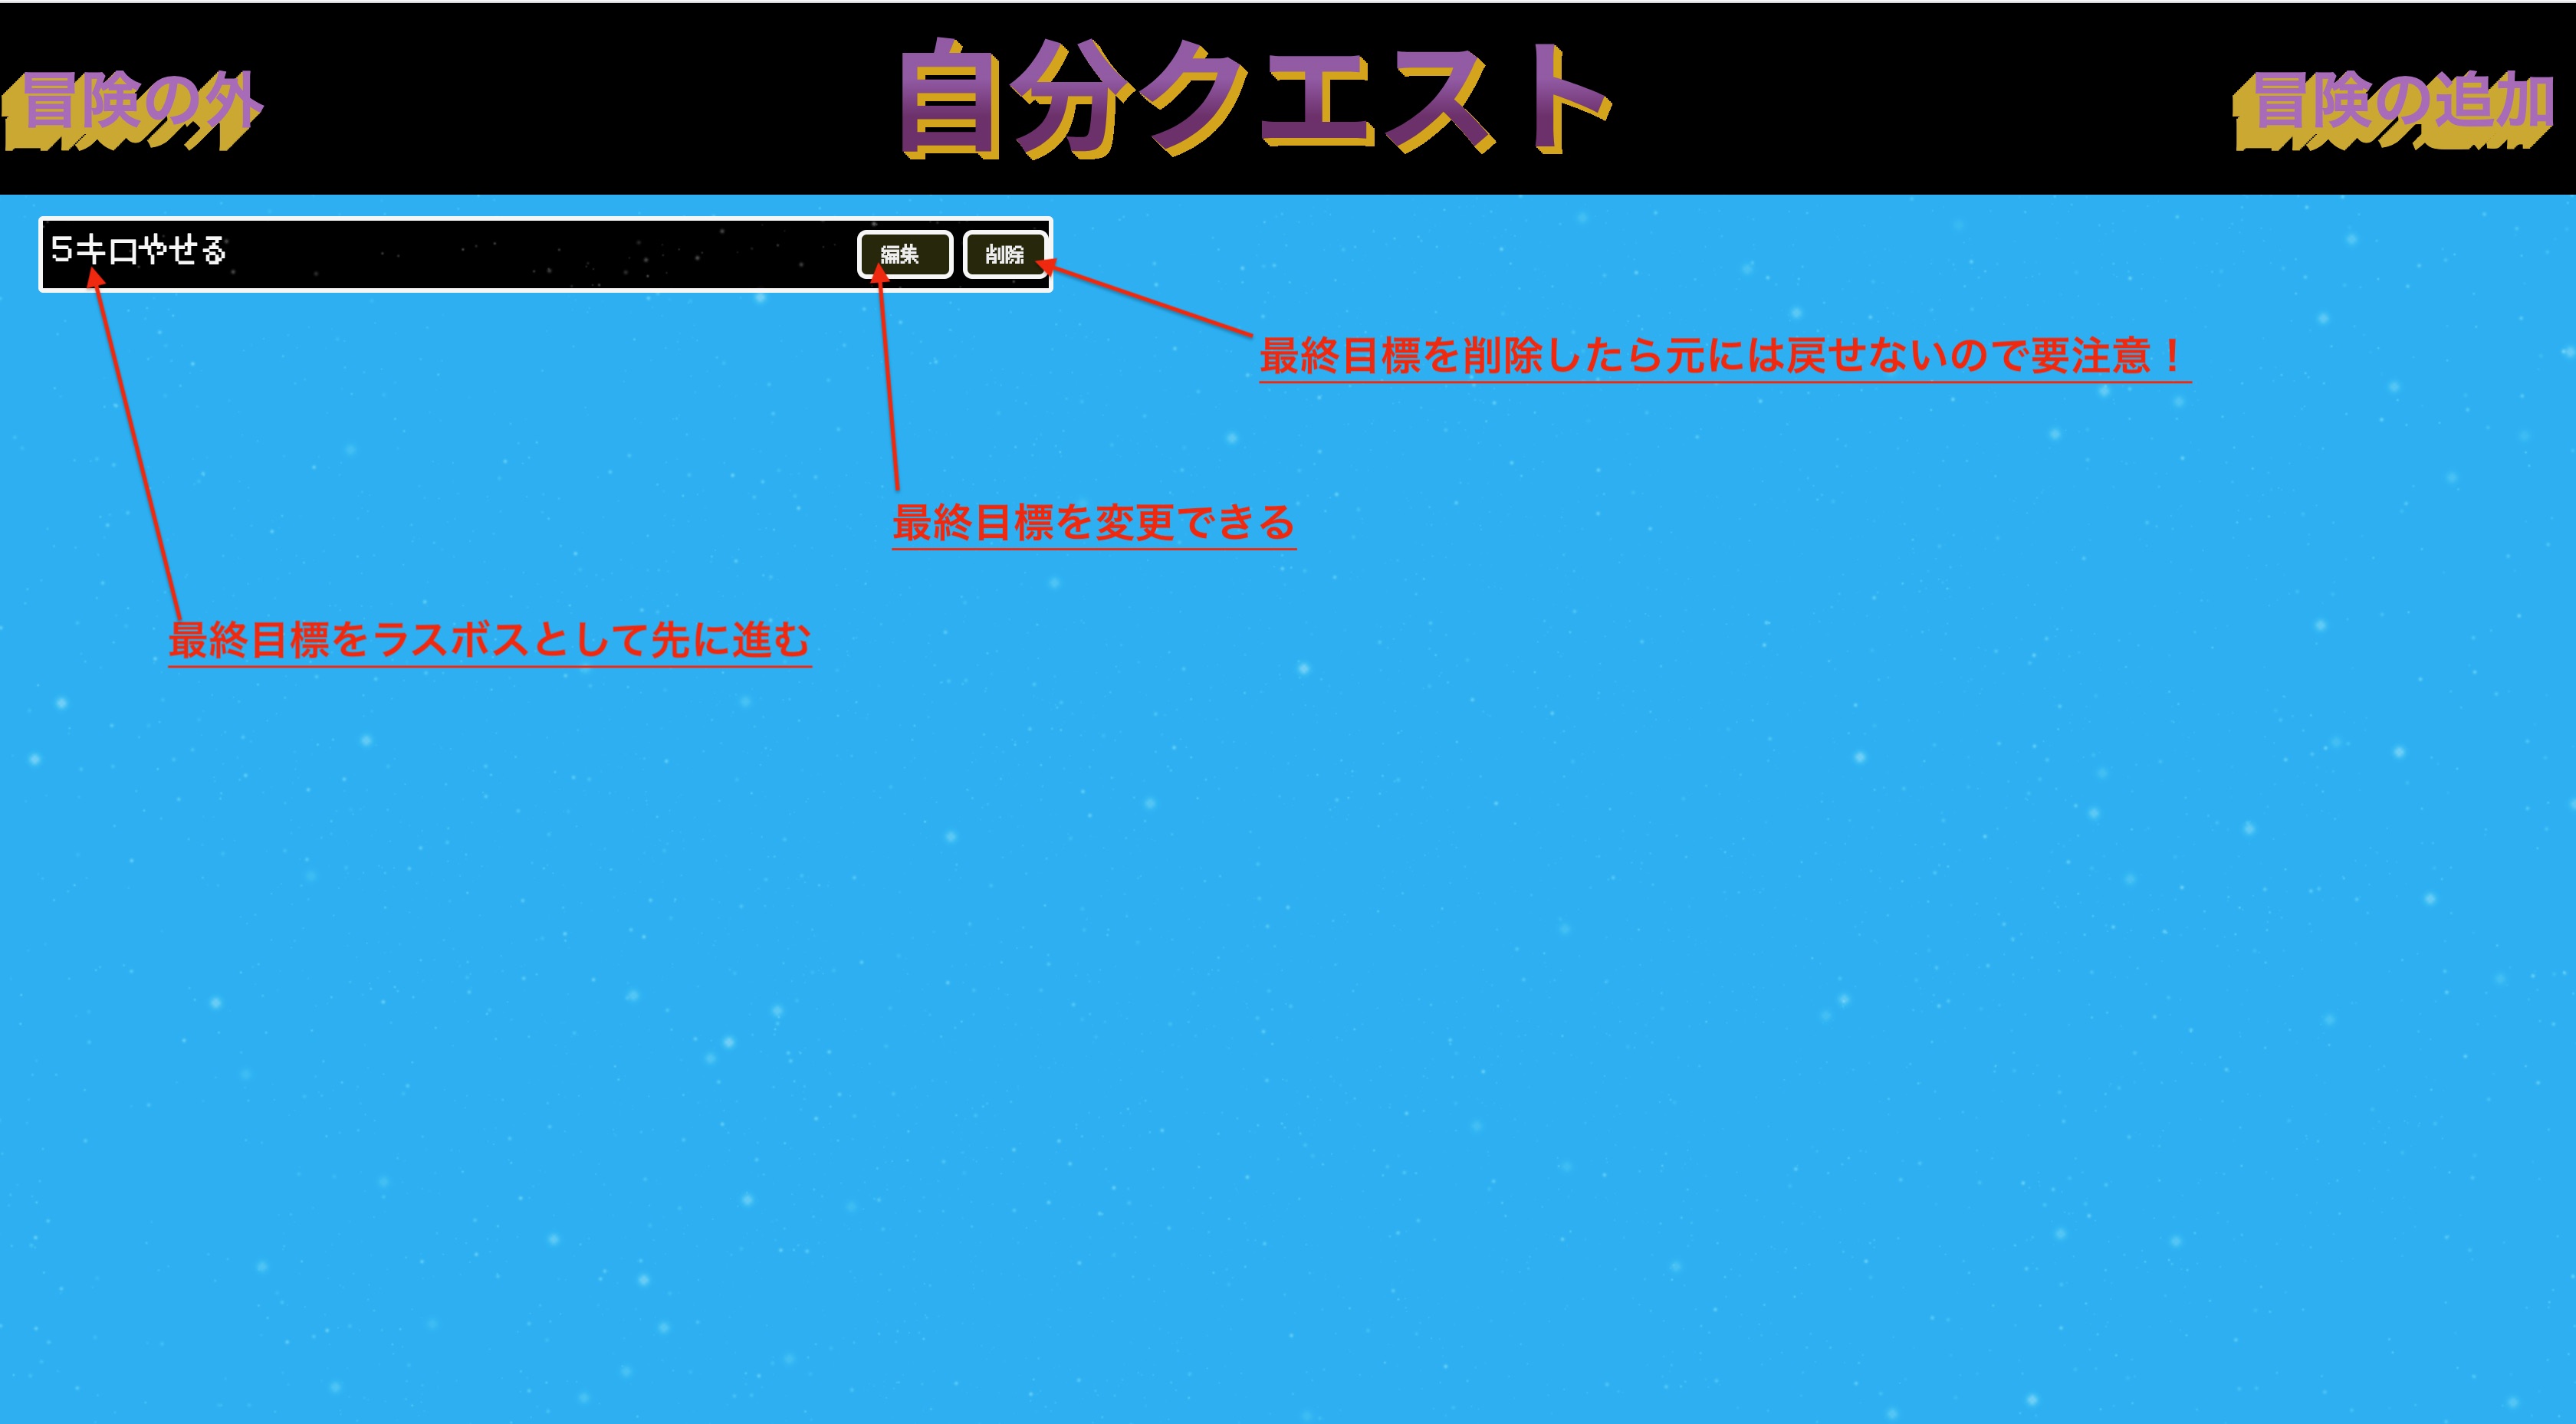 冒険の外
自分クエスト
冒険の追加
5キロやせる
編集
削除
最終目標を削除したら元には戻せないので要注意！
最終目標を変更できる
最終目標をラスボスとして先に進む